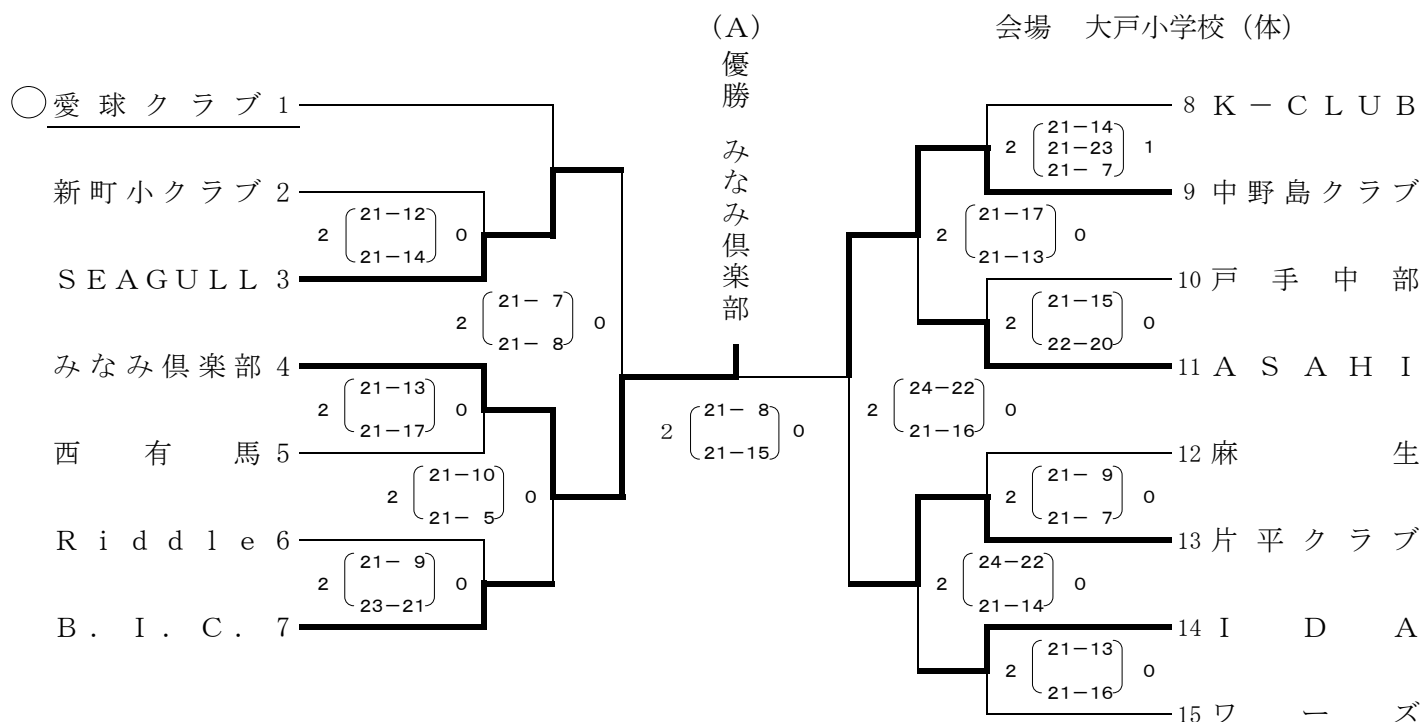 (A)
会場 大戸小学校(体)
優勝 みなみ倶楽部
愛球クラブ 1
新町小クラブ 2
2 21-12 0
21-14
SEAGULL 3
2 21- 7 0
21- 8
みなみ倶楽部 4
2 21-13 0
21-17
西有馬 5
2 21-10 0
21- 5
Riddle 6
2 21- 9 0
23-21
B.I.C. 7
2 21- 8 0
21-15
8 K-CLUB
21-14
2 21-23 1
21- 7
9 中野島クラブ
2 21-17 0
21-13
10 戸手中部
2 21-15 0
22-20
11 ASAHI
2 24-22 0
21-16
12 麻生
2 21- 9 0
21- 7
13 片平クラブ
2 24-22 0
21-14
14 IDA
2 21-13 0
21-16
15 ワーズ